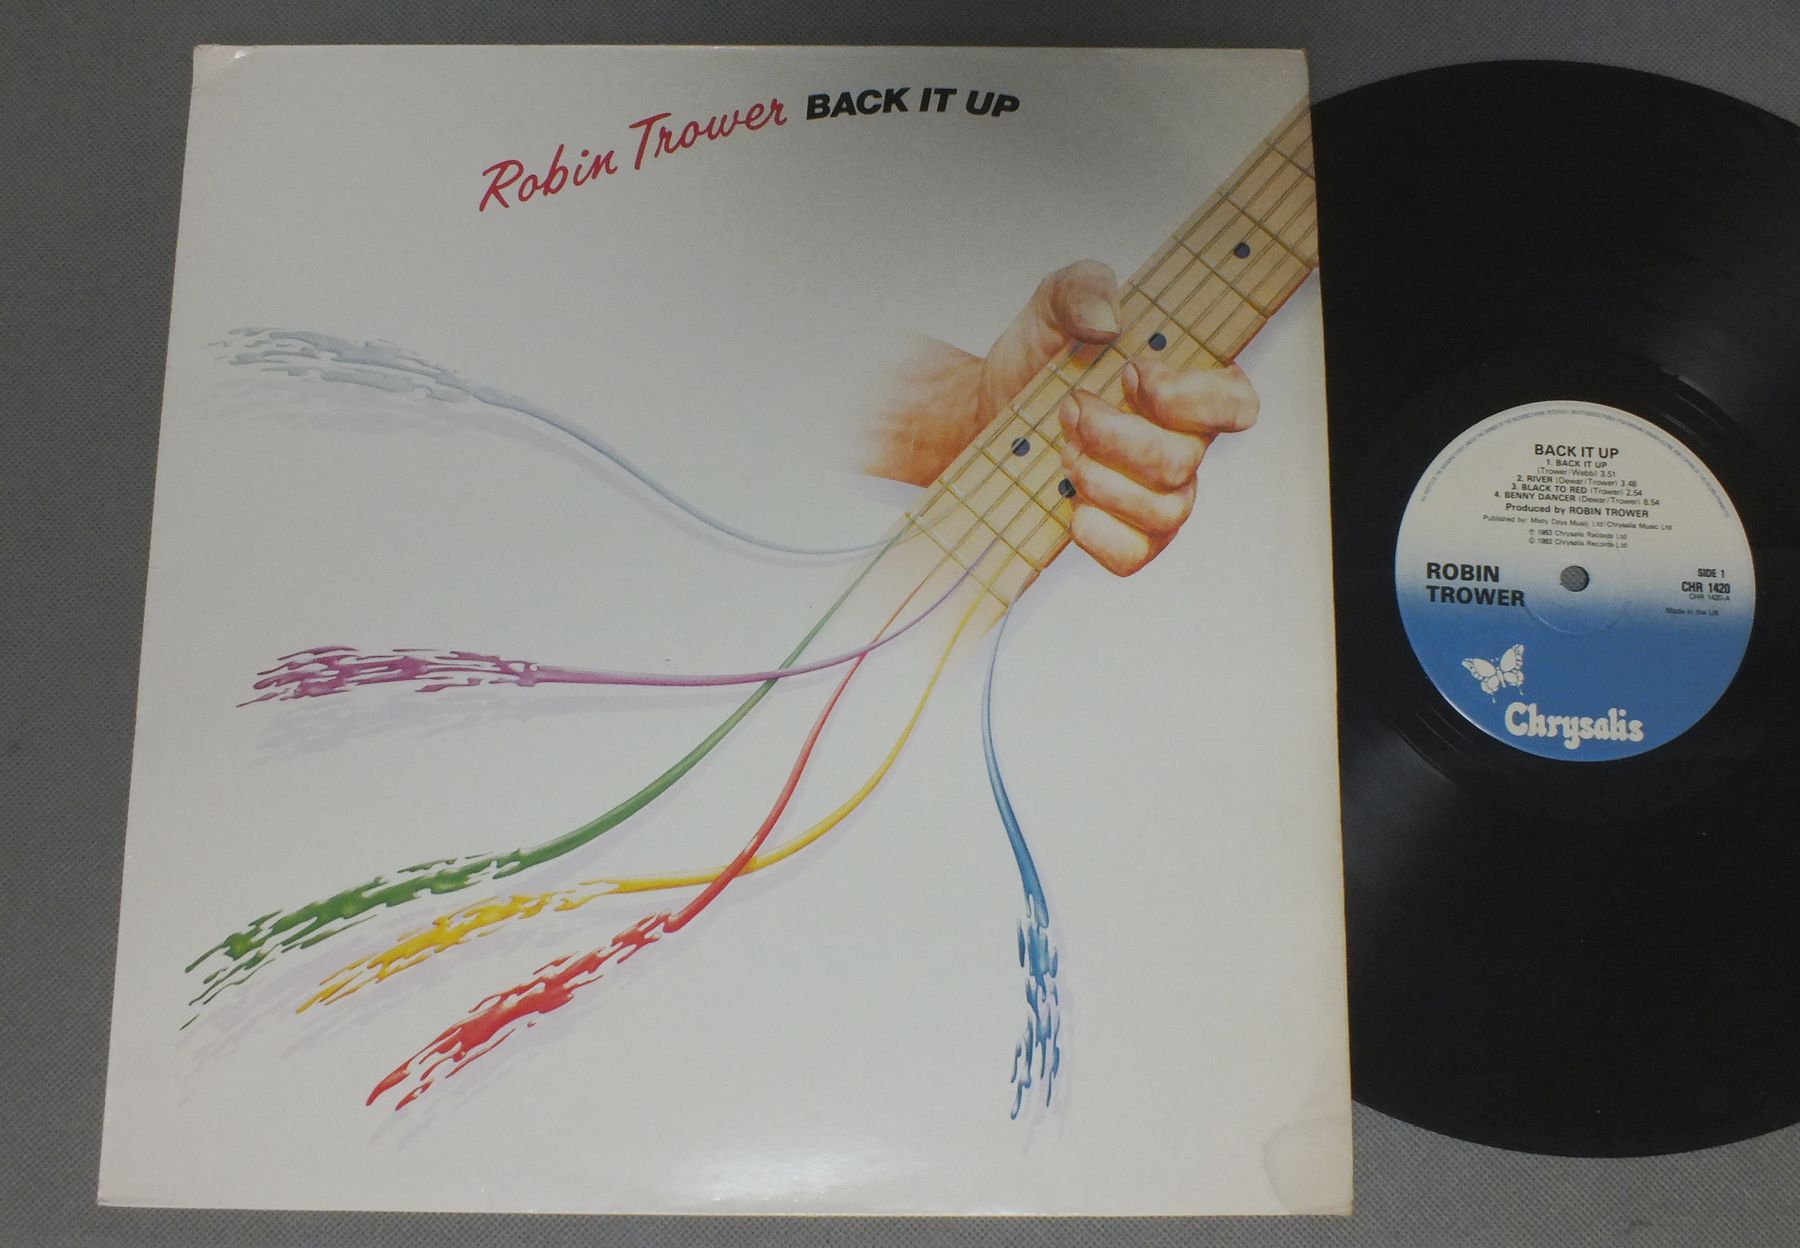 Robin Trower BACK IT UP
BACK IT UP
1. BACK IT UP
(Trower/Webb) 3.51
2. RIVER (Dewar/Trower) 3.48
3. BLACK TO RED (Trower) 2.54
4. BENNY DANCER (Dewar/Trower) 8.54
Produced by ROBIN TROWER
Published by: Misty Days Music Ltd/Chrysalis Music Ltd
℗ 1983 Chrysalis Records Ltd
© 1983 Chrysalis Records Ltd
ROBIN
TROWER
SIDE 1
CHR 1420
CHR 1420-A
Made in the UK
Chrysalis